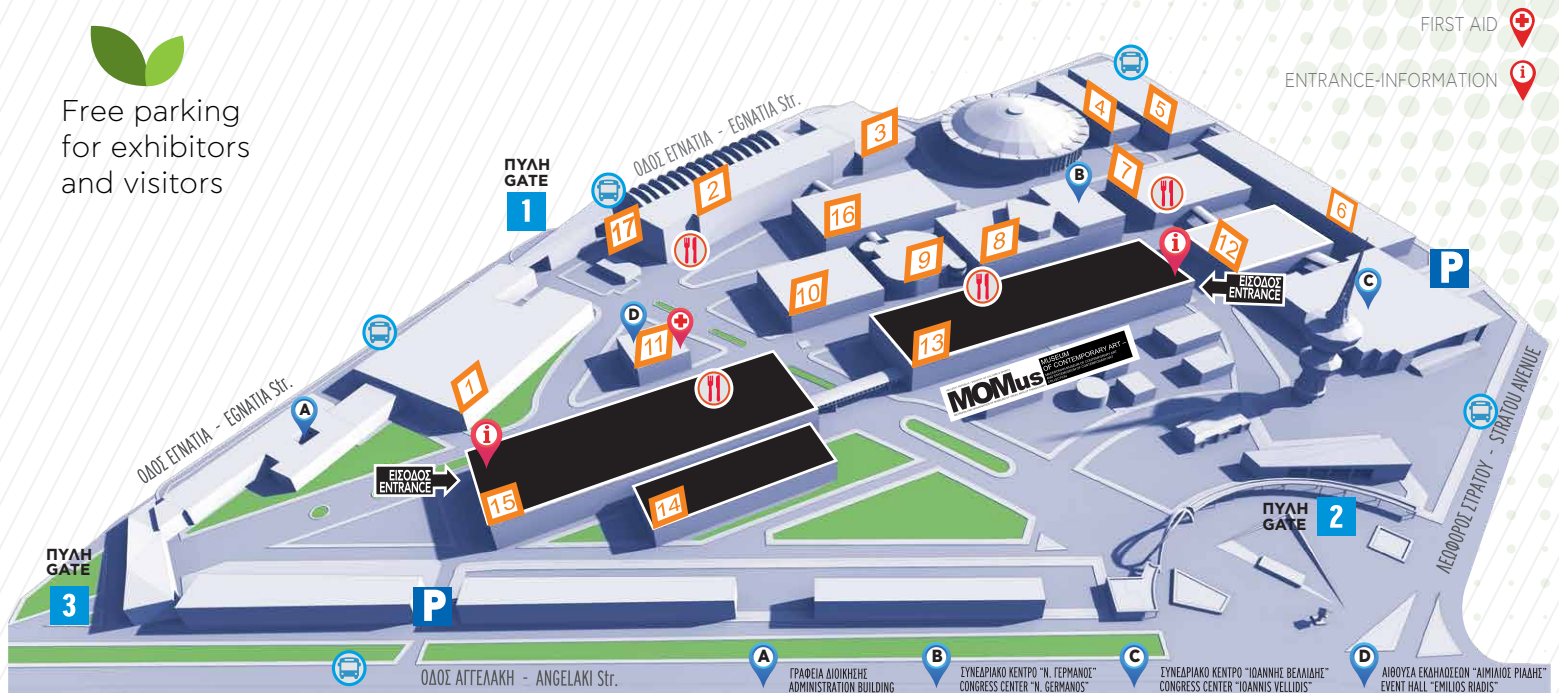 FIRST AID
ENTRANCE-INFORMATION
Free parking
for exhibitors
and visitors
ΟΔΟΣ ΕΓΝΑΤΙΑ - EGNATIA Str.
ΠΥΛΗ
GATE
1
17
2
3
4
5
B
7
6
16
8
9
12
10
i
ΕΙΣΟΔΟΣ
ENTRANCE
P
C
D
11
13
MOMus
MUSEUM
OF CONTEMPORARY ART –
1
ΟΔΟΣ ΕΓΝΑΤΙΑ - EGNATIA Str.
A
i
ΕΙΣΟΔΟΣ
ENTRANCE
15
14
ΠΥΛΗ
GATE
2
ΛΕΩΦΟΡΟΣ ΣΤΡΑΤΟΥ - STRATOU AVENUE
ΠΥΛΗ
GATE
3
P
ΟΔΟΣ ΑΓΓΕΛΑΚΗ - ANGELAKI Str.
A
ΓΡΑΦΕΙΑ ΔΙΟΙΚΗΣΗΣ
ADMINISTRATION BUILDING
B
ΣΥΝΕΔΡΙΑΚΟ ΚΕΝΤΡΟ "Ν. ΓΕΡΜΑΝΟΣ"
CONGRESS CENTER "N. GERMANOS"
C
ΣΥΝΕΔΡΙΑΚΟ ΚΕΝΤΡΟ "ΙΩΑΝΝΗΣ ΒΕΛΛΙΔΗΣ"
CONGRESS CENTER "IOANNIS VELLIDIS"
D
ΑΙΘΟΥΣΑ ΕΚΔΗΛΩΣΕΩΝ "ΑΙΜΙΛΙΟΣ ΡΙΑΔΗΣ"
EVENT HALL "EMILIOS RIADIS"